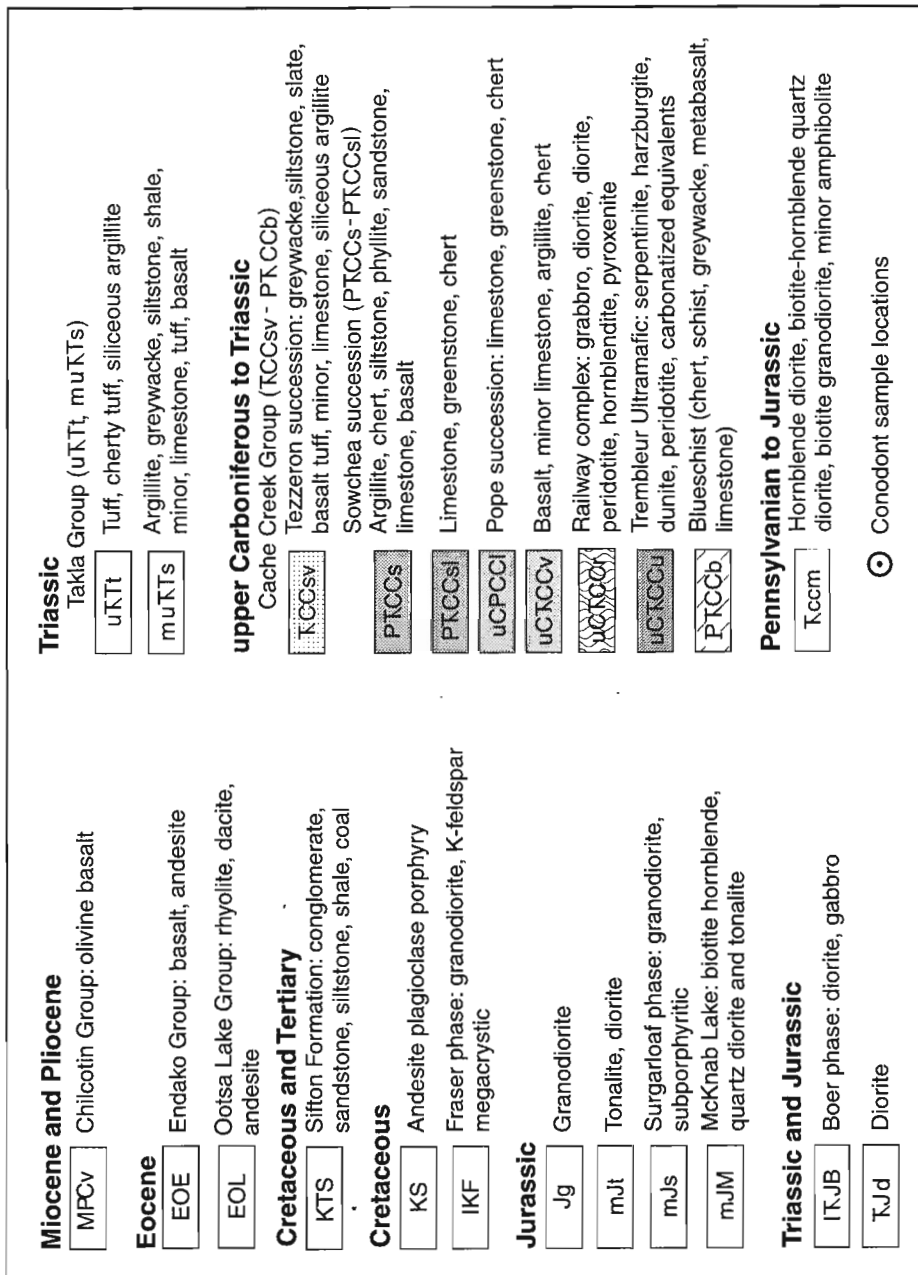 Miocene and Pliocene
MPCv Chilcotin Group: olivine basalt
Eocene
EOE Endako Group: basalt, andesite
EOL Ootsa Lake Group: rhyolite, dacite,
andesite
Cretaceous and Tertiary
KTS Sifton Formation: conglomerate,
sandstone, siltstone, shale, coal
Cretaceous
KS Andesite plagioclase porphyry
lKF Fraser phase: granodiorite, K-feldspar
megacrystic
Jurassic
Jg Granodiorite
mJt Tonalite, diorite
mJs Surgarloaf phase: granodiorite,
subporphyritic
mJM McKnab Lake: biotite hornblende,
quartz diorite and tonalite
Triassic and Jurassic
lTrJB Boer phase: diorite, gabbro
TrJd Diorite
Triassic
Takla Group (uTrTt, muTrTs)
uTrTt Tuff, cherty tuff, siliceous argillite
muTrTs Argillite, greywacke, siltstone, shale,
minor, limestone, tuff, basalt
upper Carboniferous to Triassic
Cache Creek Group (TrCCsv - PTrCCb)
TrCCsv Tezzeron succession: greywacke,siltstone, slate,
basalt tuff, minor, limestone, siliceous argillite
Sowchea succession (PTrCCs - PTrCCsl)
PTrCCs Argillite, chert, siltstone, phyllite, sandstone,
limestone, basalt
PTrCCsl Limestone, greenstone, chert
uCPCCl Pope succession: limestone, greenstone, chert
uCTrCCv Basalt, minor limestone, argillite, chert
uCTrCCr Railway complex: grabbro, diorite, diorite,
peridotite, hornblendite, pyroxenite
uCTrCCu Trembleur Ultramafic: serpentinite, harzburgite,
dunite, peridotite, carbonatized equivalents
PTrCCb Blueschist (chert, schist, greywacke, metabasalt,
limestone)
Pennsylvanian to Jurassic
Trccm Hornblende diorite, biotite-hornblende quartz
diorite, biotite granodiorite, minor amphibolite
Conodont sample locations